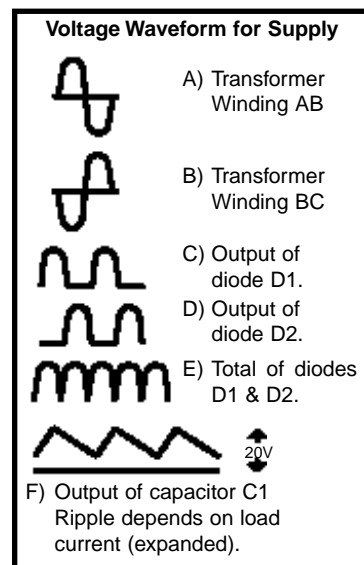 Voltage Waveform for Supply
A) Transformer
Winding AB
B) Transformer
Winding BC
C) Output of
diode D1.
D) Output of
diode D2.
E) Total of diodes
D1 & D2.
20V
F) Output of capacitor C1
Ripple depends on load
current (expanded).